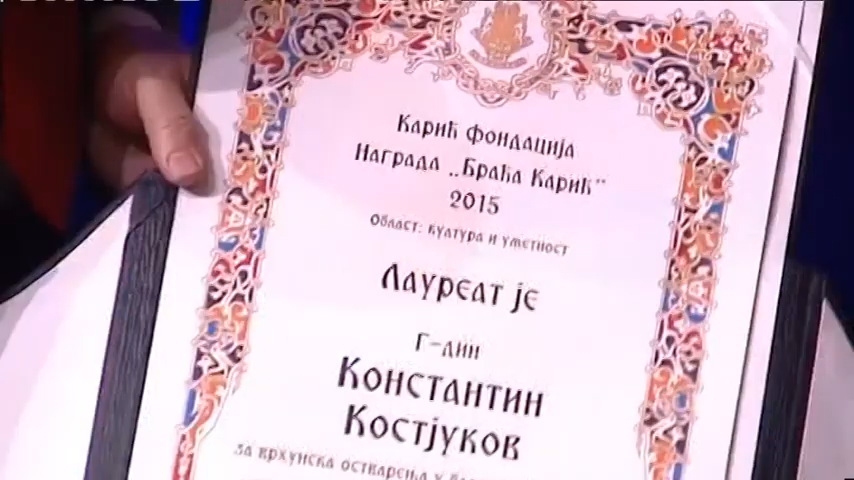 Карић фондација
Награда „Браћа Карић“
2015
Област: култура и уметност
Лауреат је
Г-дин
Константин
Костјуков
за врхунска остварења у